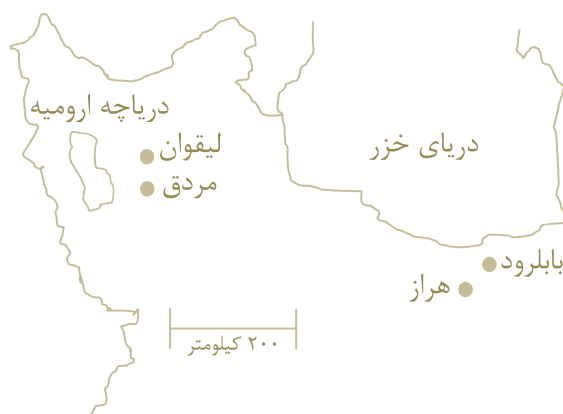 دریاچه ارومیه
لیقوان
مردق
دریای خزر
بابلرود
هراز
۲۰۰ کیلومتر